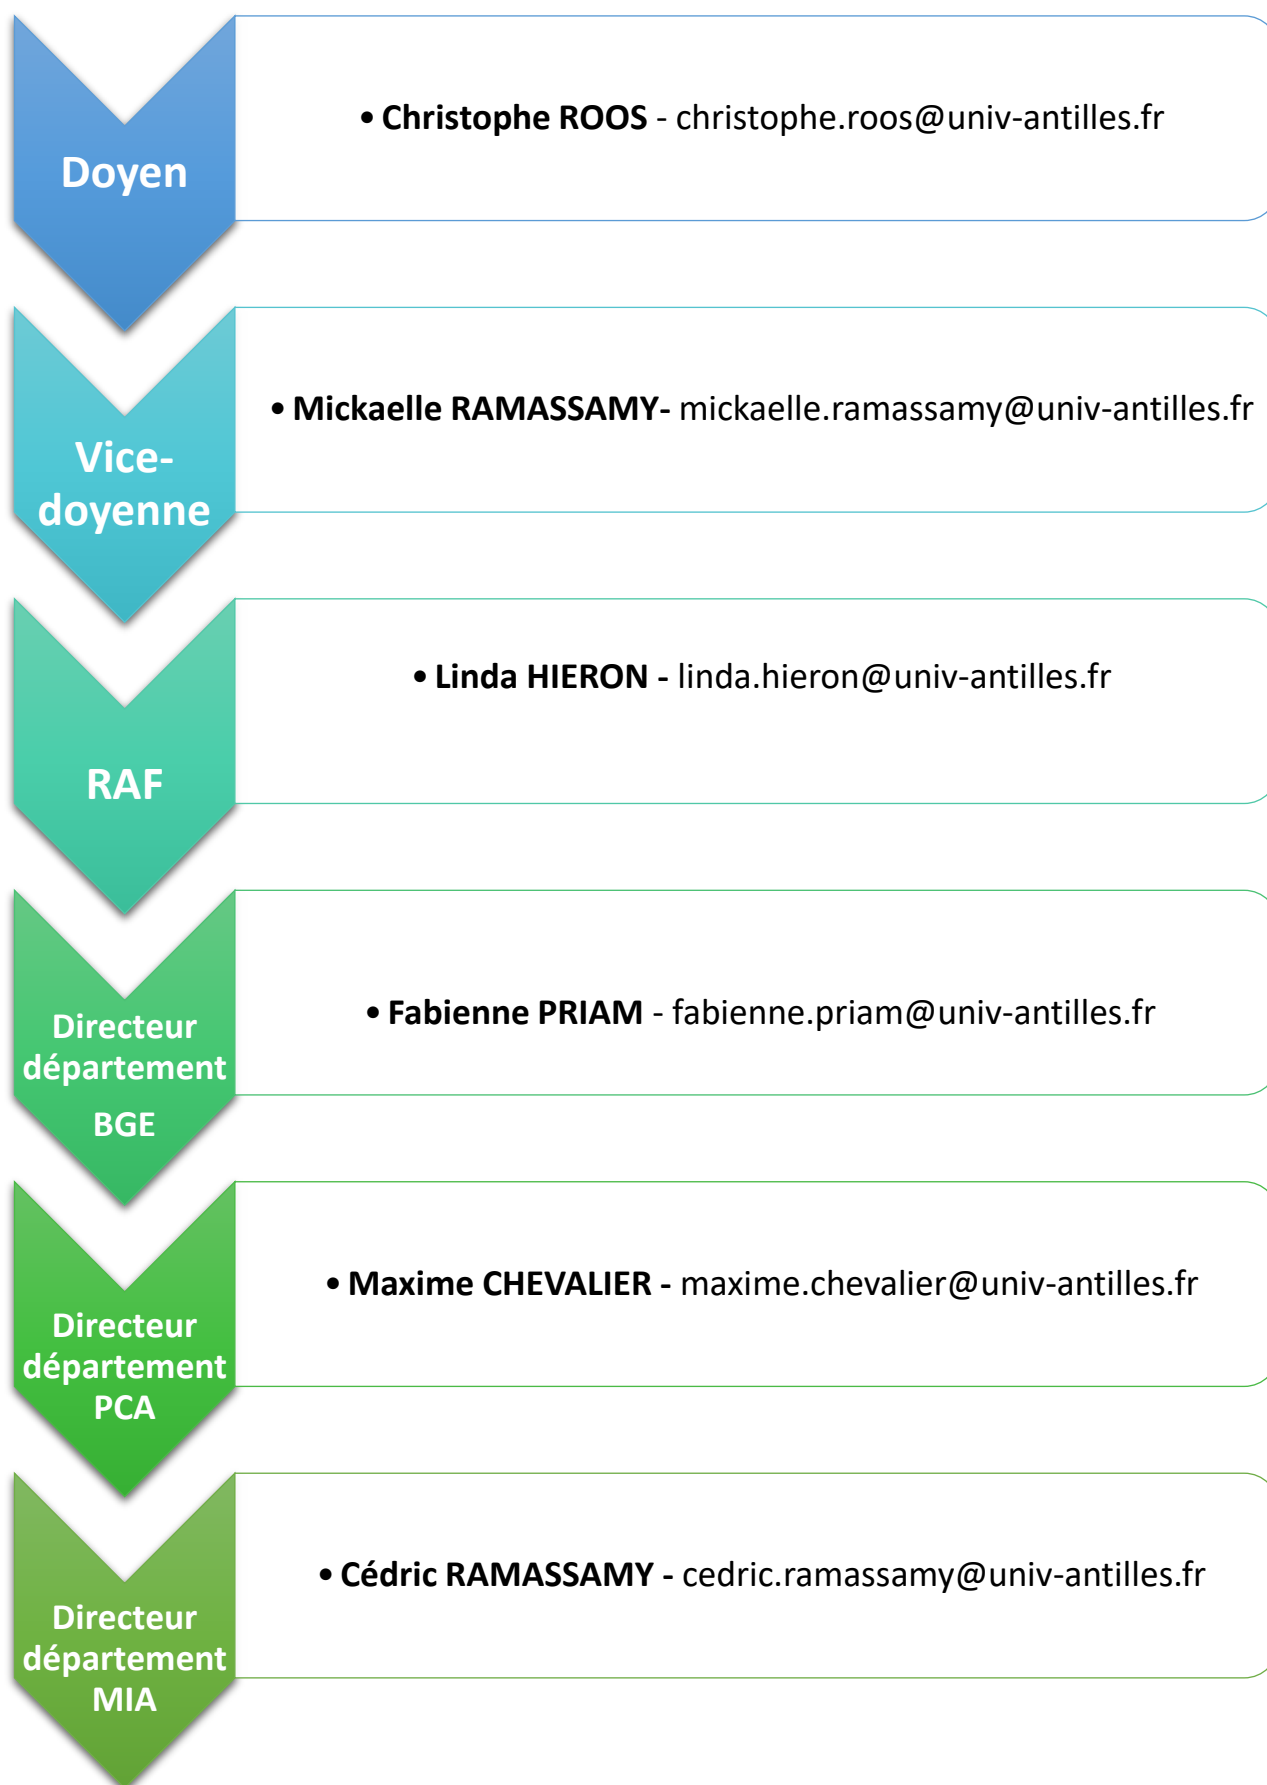 Doyen
• Christophe ROOS - christophe.roos@univ-antilles.fr
Vice-
doyenne
• Mickaelle RAMASSAMY- mickaelle.ramassamy@univ-antilles.fr
RAF
• Linda HIERON - linda.hieron@univ-antilles.fr
Directeur
département
BGE
• Fabienne PRIAM - fabienne.priam@univ-antilles.fr
Directeur
département
PCA
• Maxime CHEVALIER - maxime.chevalier@univ-antilles.fr
Directeur
département
MIA
• Cédric RAMASSAMY - cedric.ramassamy@univ-antilles.fr